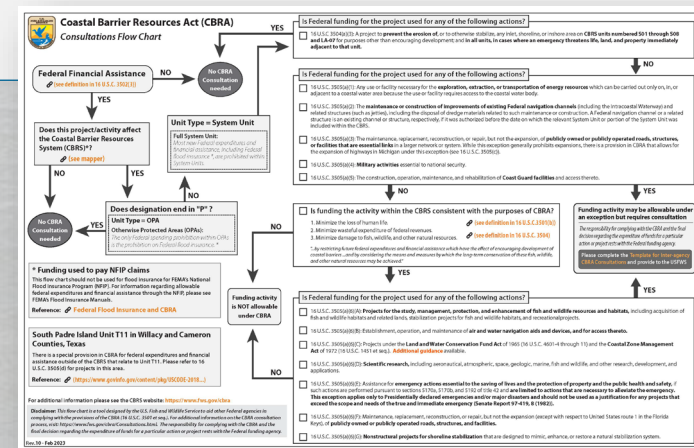 Coastal Barrier Resources Act (CBRA)
Consultations Flow Chart
Federal Financial Assistance
(see definition in 16 U.S.C. 3502(3))
NO
No CBRA
Consultation
needed
YES
YES
Does this project/activity affect
the Coastal Barrier Resources
System (CBRS)*?
(see mapper)
NO
No CBRA
Consultation
needed
YES
Unit Type = System Unit
Full System Unit:
Most new Federal expenditures and
financial assistance, including Federal
Flood Insurance *, are prohibited within
System Units.
NO
Does designation end in "P" ?
Unit Type = OPA
Otherwise Protected Areas (OPAs):
The only Federal spending prohibition within OPAs
is the prohibition on Federal flood insurance.*
YES
* Funding used to pay NFIP claims
This flow chart should not be used for flood insurance for FEMA's National
Flood Insurance Program (NFIP). For information regarding allowable
federal expenditures and financial assistance through the NFIP, please see
FEMA's Flood Insurance Manuals.
Reference: Federal Flood Insurance and CBRA
South Padre Island Unit T11 in Willacy and Cameron
Counties, Texas
There is a special provision in CBRA for federal expenditures and financial
assistance outside of the CBRS that relate to Unit T11. Please refer to 16
U.S.C. 3505(d) for projects in this area.
Reference: (https://www.govinfo.gov/content/pkg/USCODE-2018...)
For additional information please see the CBRS website: https://www.fws.gov/cbra
Disclaimer: This flow chart is a tool designed by the U.S. Fish and Wildlife Services to aid other Federal agencies in
complying with the provisions of the CBRA (16 U.S.C. 3501 et seq.). For additional information on the CBRA consultation
process, visit: https://www.fws.gov/cbra/Consultations.html. The responsibility for complying with the CBRA and the
final decision regarding the expenditure of funds for a particular action or project rests with the Federal funding agency.
Rev.10 - Feb 2023
Is Federal funding for the project used for any of the following actions?
16 U.S.C. 3504(a)(3): A project to prevent the erosion of, or to otherwise stabilize, any inlet, shoreline, or inshore area on CBRS units numbered S01 through S08
and LA-07 for purposes other than encouraging development; and in all units, in cases where an emergency threatens life, land, and property immediately
adjacent to that unit.
NO
Is Federal funding for the project used for any of the following actions?
16 U.S.C. 3505(a)(1): Any use or facility necessary for the exploration, extraction, or transportation of energy resources which can be carried out only on, in, or
adjacent to a coastal water area because the use or facility requires access to the coastal water body.
16 U.S.C. 3505(a)(2): The maintenance or construction of improvements of existing Federal navigation channels (including the Intracoastal Waterway) and
related structures (such as jetties), including the disposal of dredge materials related to such maintenance or construction. A Federal navigation channel or a related
structure is an existing channel or structure, respectively, if it was authorized before the date on which the relevant System Unit or portion of the System Unit was
included within the CBRS.
16 U.S.C. 3505(a)(3): The maintenance, replacement, reconstruction, or repair, but not the expansion, of publicly owned or publicly operated roads, structures,
or facilities that are essential links in a larger network or system. While this exception generally prohibits expansions, there is a provision in CBRA that allows for
the expansion of highways in Michigan under this exception (see 16 U.S.C. 3505(c)).
16 U.S.C. 3505(a)(4): Military activities essential to national security.
16 U.S.C. 3505(a)(5): The construction, operation, maintenance, and rehabilitation of Coast Guard facilities and access thereto.
NO
YES
Is funding the activity within the CBRS consistent with the purposes of CBRA?
1. Minimize the loss of human life.
2. Minimize wasteful expenditure of federal revenues.
3. Minimize damage to fish, wildlife, and other natural resources.
(see definition in 16 U.S.C.3501(b))
(see definition in 16 U.S.C. 3504)
"...by restricting future federal expenditures and financial assistance which have the effect of encouraging development of
coastal barriers ...and by considering the means and measures by which the long-term conservation of these fish, wildlife,
and other natural resources may be achieved"
NO
YES
Funding activity may be allowable under
an exception but requires consultation
The responsibility for complying with the CBRA and the final
decision regarding the expenditure of funds for a particular
action or project rests with the Federal funding agency.
Please complete the Template for Inter-agency
CBRA Consultations and provide to the USFWS
YES
Funding activity
is NOT allowable
under CBRA
NO
Is Federal funding for the project used for any of the following actions?
16 U.S.C. 3505(a)(6)(A): Projects for the study, management, protection, and enhancement of fish and wildlife resources and habitats, including acquisition of
fish and wildlife habitats and related lands, stabilization projects for fish and wildlife habitats, and recreational projects.
16 U.S.C. 3505(a)(6)(B): Establishment, operation, and maintenance of air and water navigation aids and devices, and for access thereto.
16 U.S.C. 3505(a)(6)(C): Projects under the Land and Water Conservation Fund Act of 1965 (16 U.S.C. 4601-4 through 11) and the Coastal Zone Management
Act of 1972 (16 U.S.C. 1451 et seq.). Additional guidance available.
16 U.S.C. 3505(a)(6)(D): Scientific research, including aeronautical, atmospheric, space, geologic, marine, fish and wildlife, and other research, development, and
applications.
16 U.S.C. 3505(a)(6)(E): Assistance for emergency actions essential to the saving of lives and the protection of property and the public health and safety, if
such actions are performed pursuant to sections 5170a, 5170b, and 5192 of title 42 and are limited to actions that are necessary to alleviate the emergency.
This exception applies only to Presidentially declared emergencies and/or major disasters and should not be used as a justification for any projects that
exceed the scope and needs of the true and immediate emergency (Senate Report 97-419, 8 (1982)).
16 U.S.C. 3505(a)(6)(F): Maintenance, replacement, reconstruction, or repair, but not the expansion (except with respect to United States route 1 in the Florida
Keys), of publicly owned or publicly operated roads, structures, and facilities.
16 U.S.C. 3505(a)(6)(G): Nonstructural projects for shoreline stabilization that are designed to mimic, enhance, or restore a natural stabilization system.